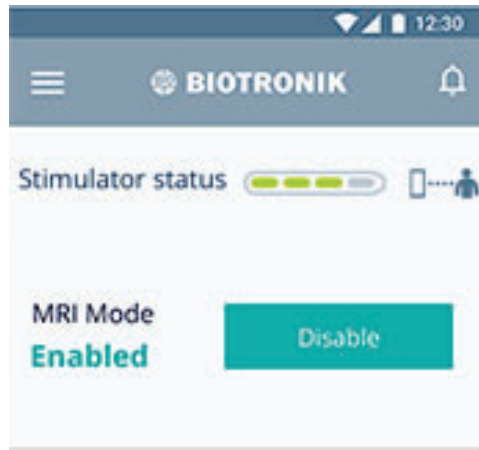 12:30
BIOTRONIK
Stimulator status
MRI Mode
Enabled
Disable